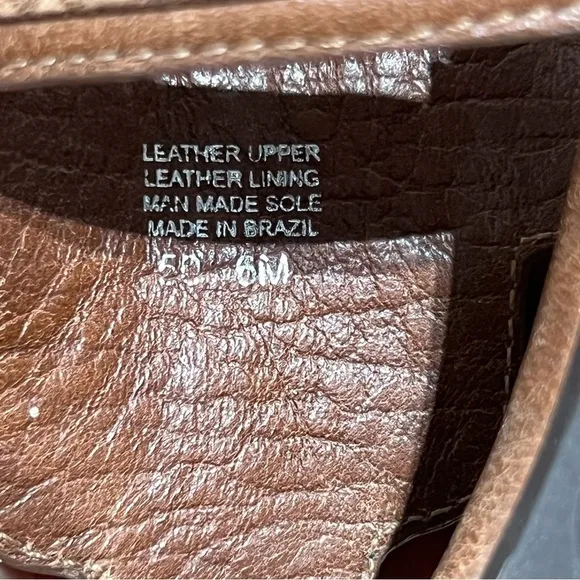 LEATHER UPPER
LEATHER LINING
MAN MADE SOLE
MADE IN BRAZIL
6M